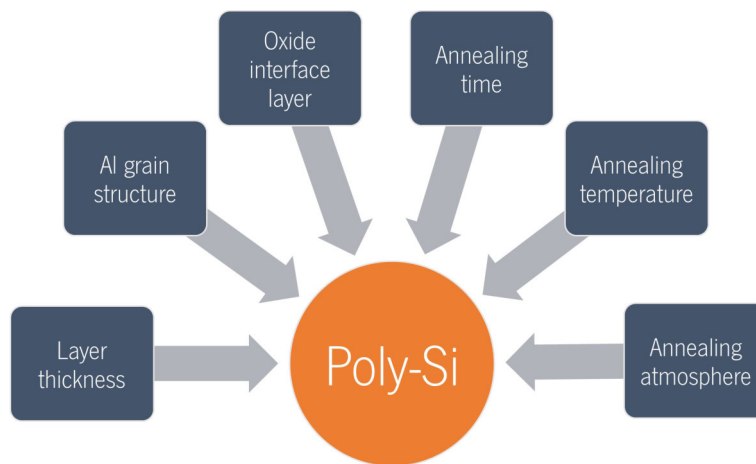 Oxide
interface
layer
Annealing
time
Al grain
structure
Annealing
temperature
Layer
thickness
Poly-Si
Annealing
atmosphere